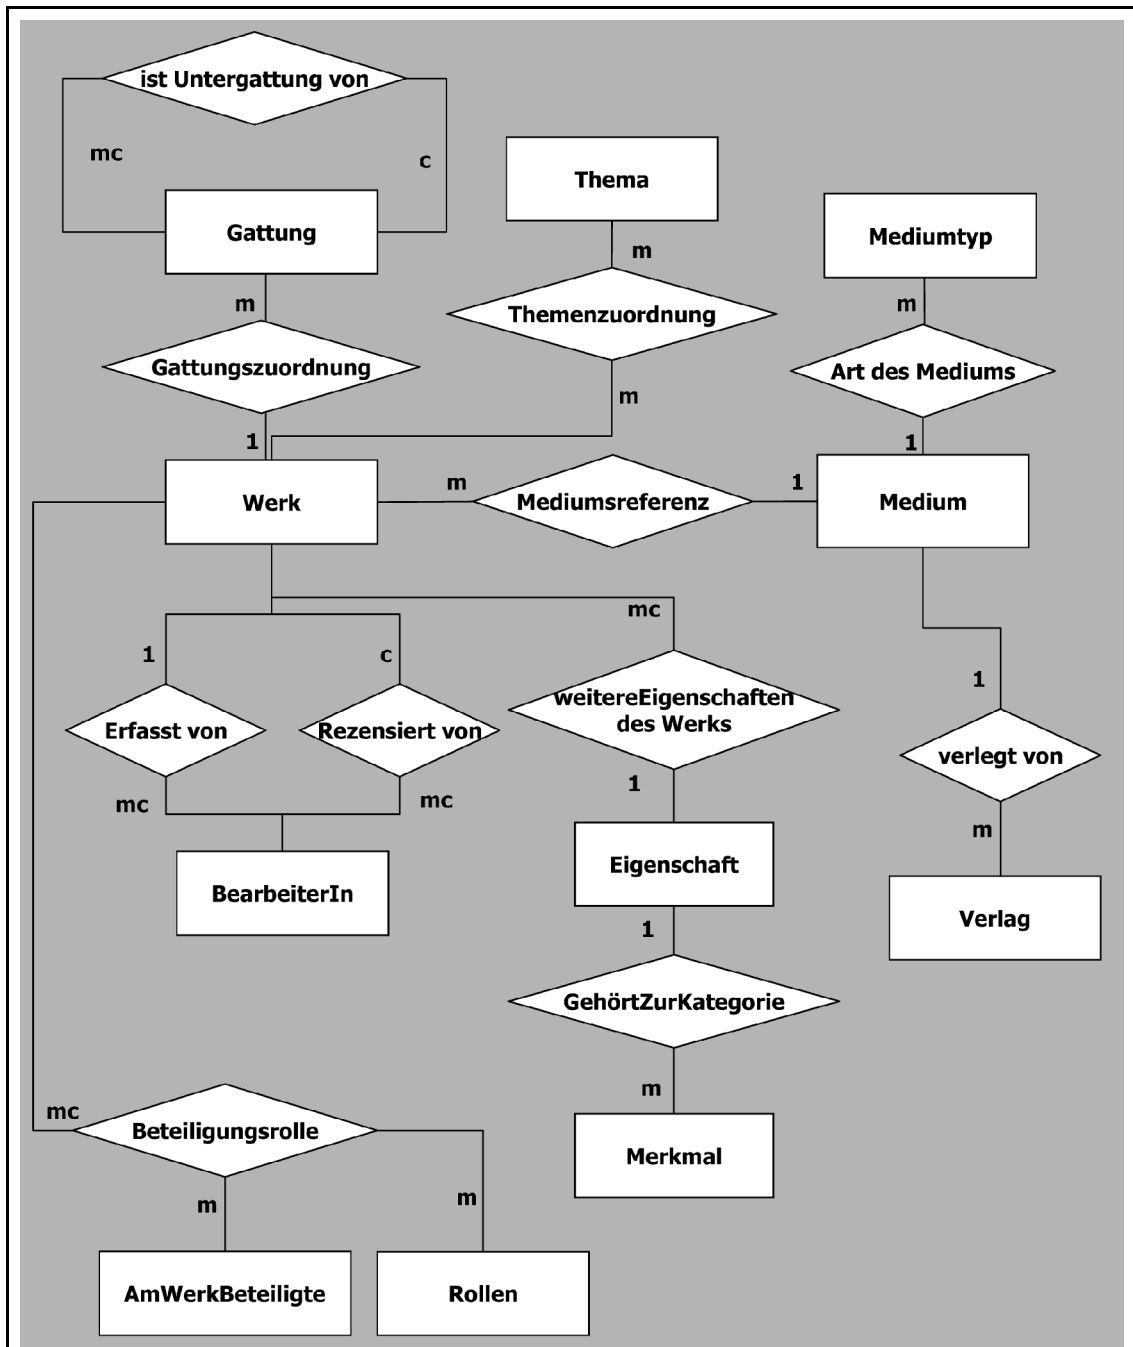 ist Untergattung von
mc
c
Thema
Gattung
Mediumtyp
m
m
m
Themenzuordnung
Gattungszuordnung
Art des Mediums
m
1
1
Werk
m
Mediumsreferenz
1
Medium
mc
1
c
1
weitereEigenschaften
des Werks
Erfasst von
Rezensiert von
verlegt von
mc
mc
1
m
Eigenschaft
BearbeiterIn
Verlag
1
GehörtZurKategorie
m
mc
Beteiligungsrolle
Merkmal
m
m
AmWerkBeteiligte
Rollen